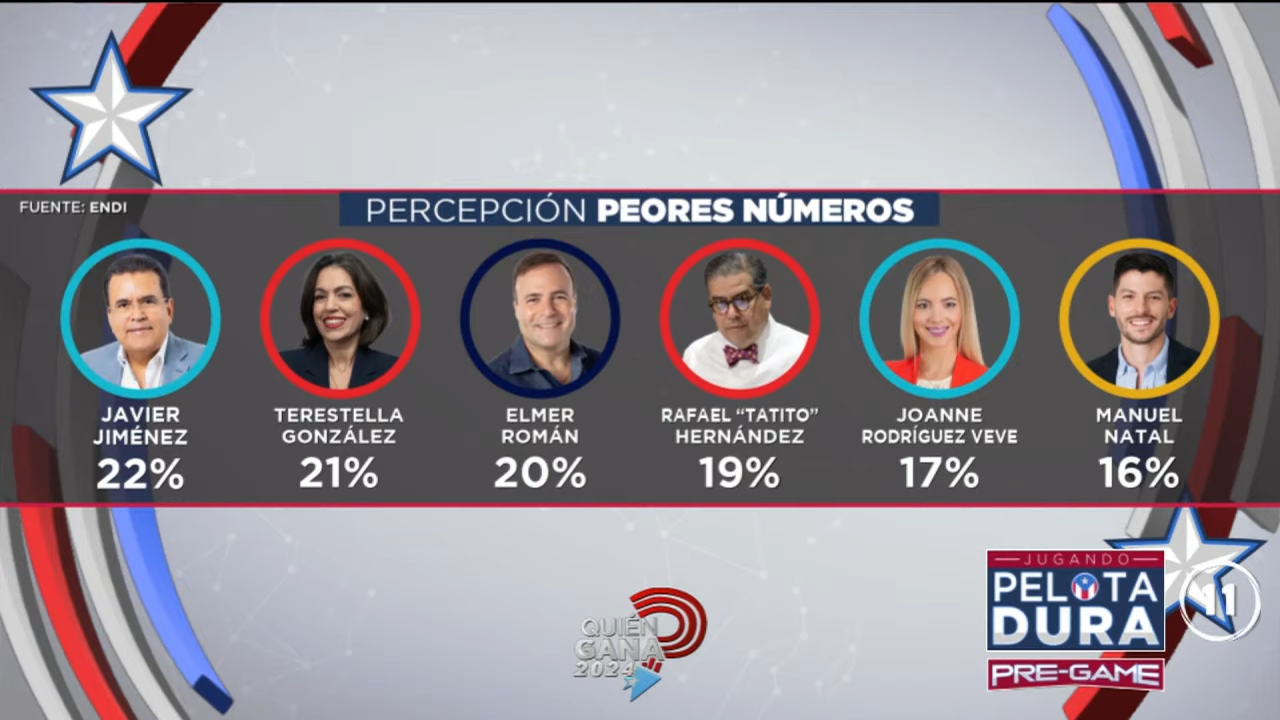 FUENTE: ENDI
PERCEPCIÓN PEORES NÚMEROS
JAVIER
JIMÉNEZ
22%
TERESTELLA
GONZÁLEZ
21%
ELMER
ROMÁN
20%
RAFAEL “TATITO”
HERNÁNDEZ
19%
JOANNE
RODRÍGUEZ VEVE
17%
MANUEL
NATAL
16%
QUIÉN
GANA
2024
JUGANDO
PELOTA
DURA
PRE-GAME
11